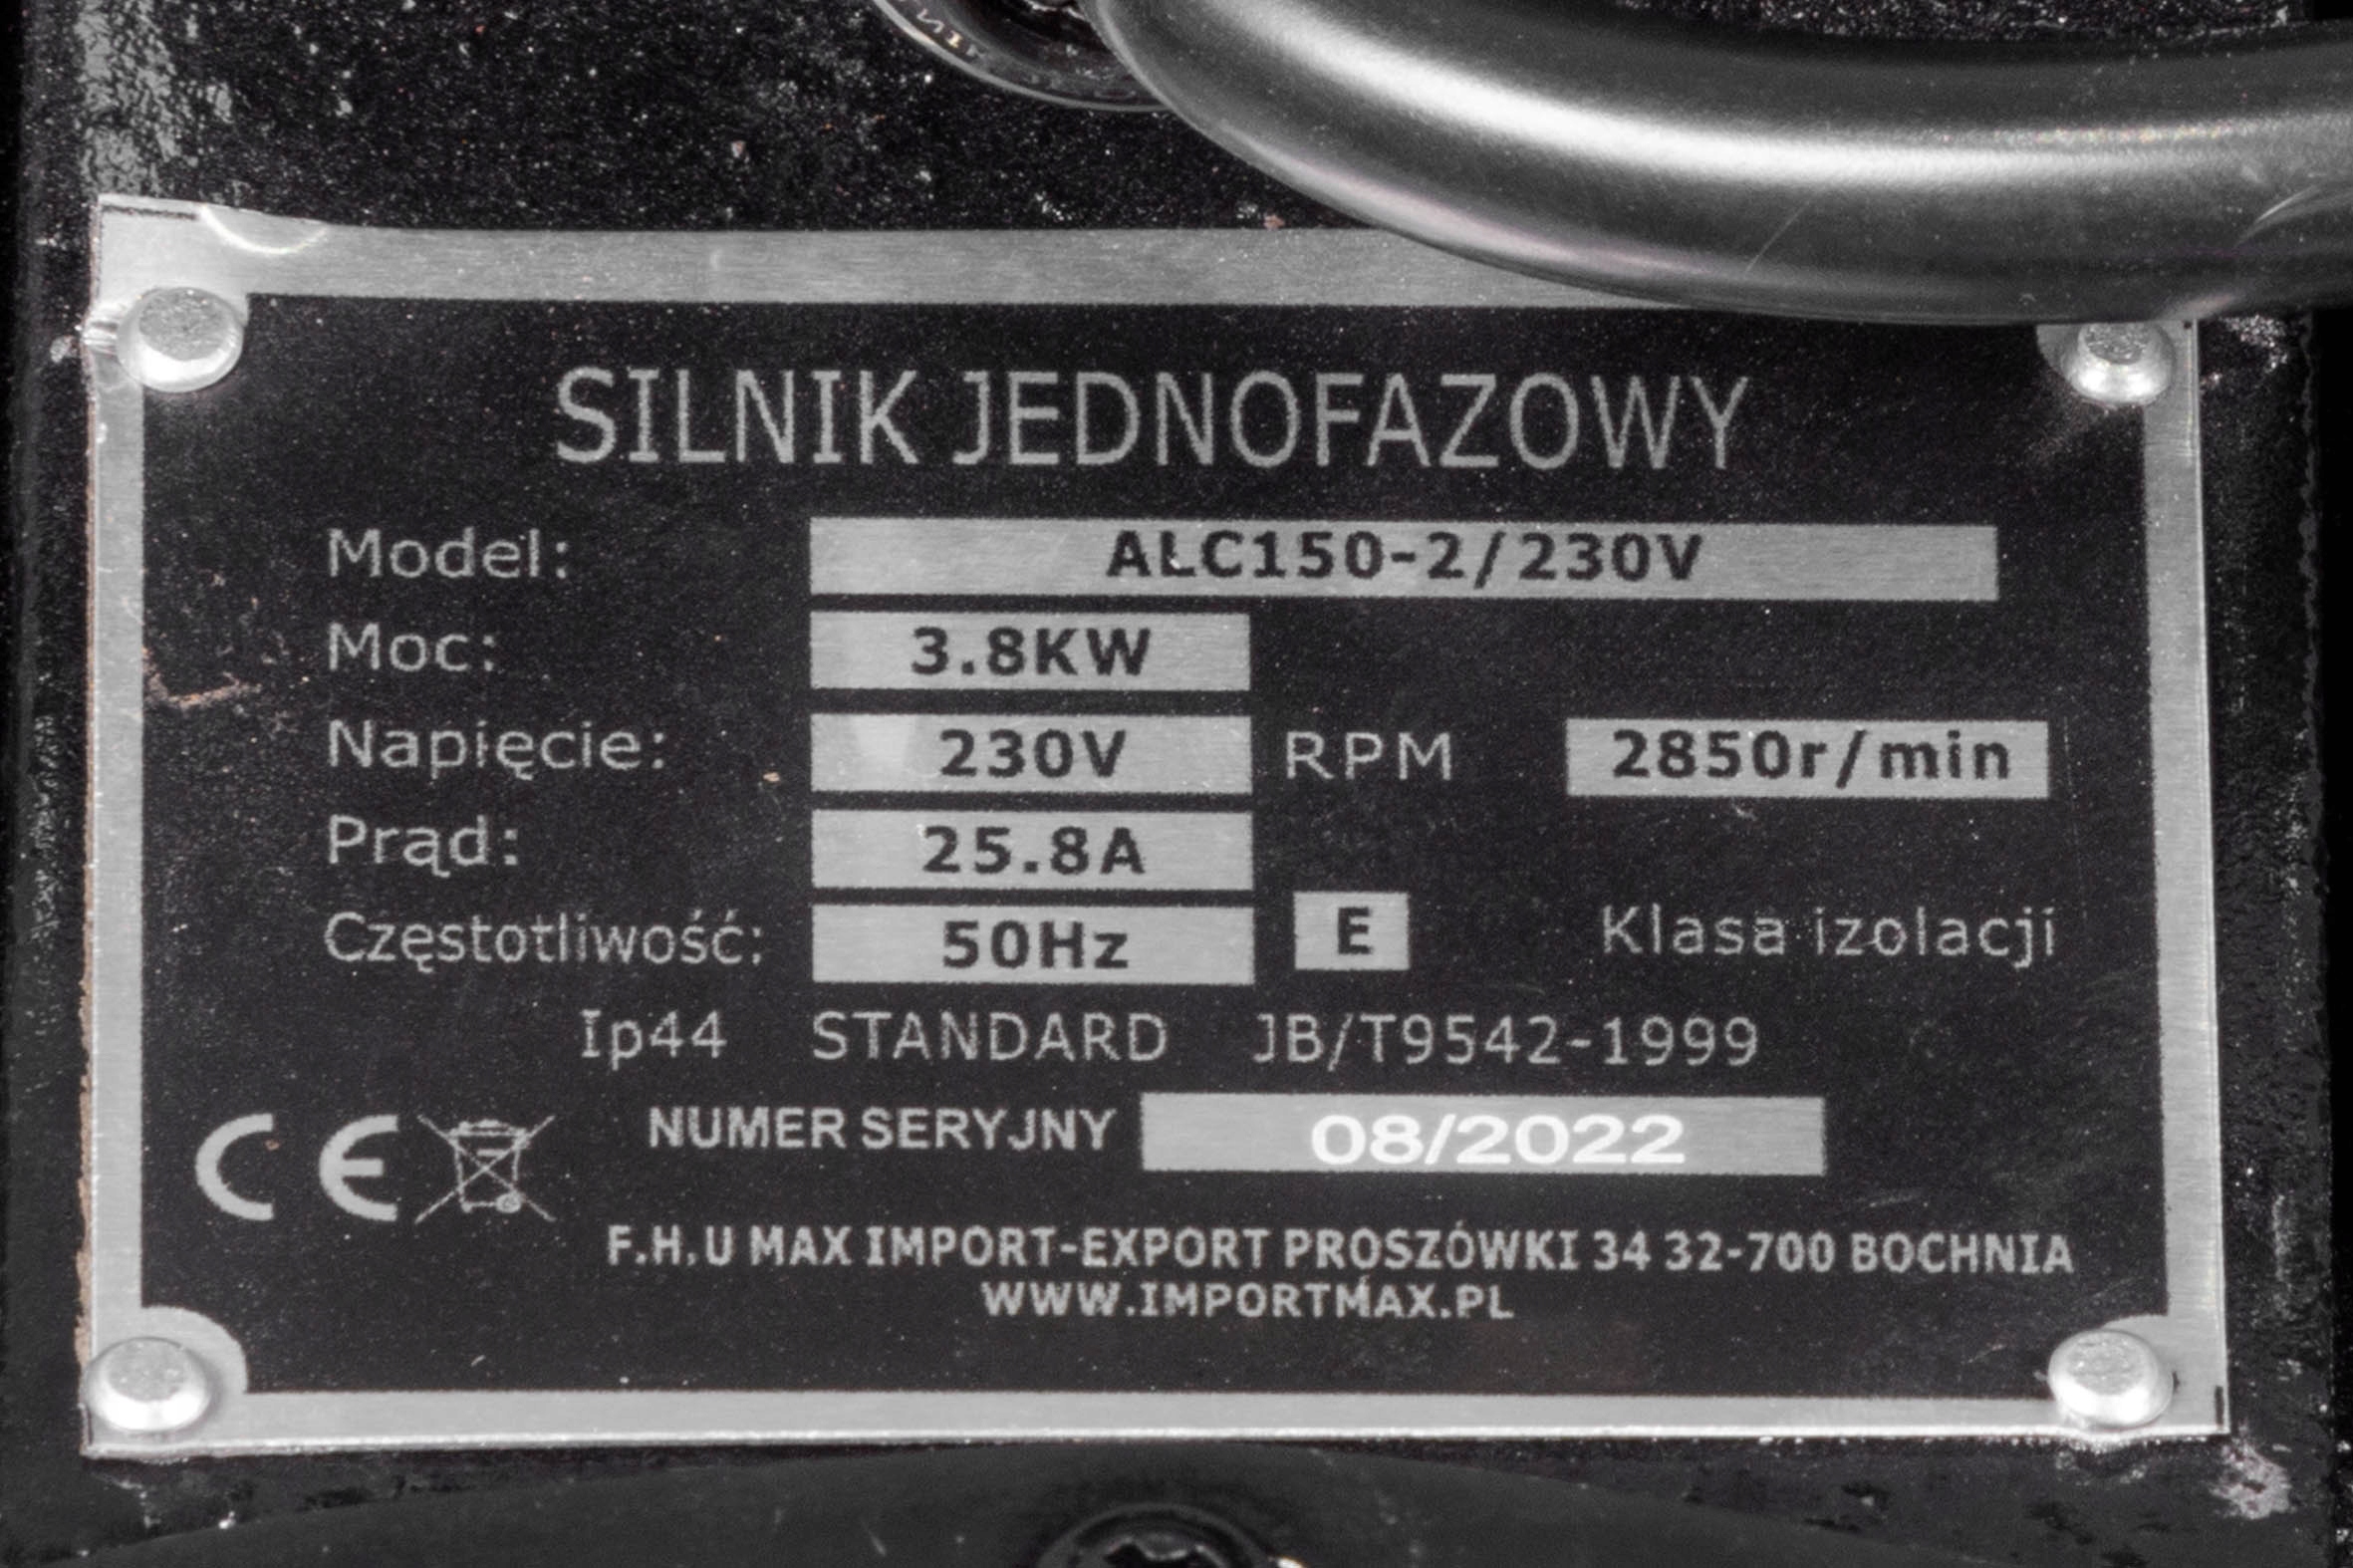 SILNIK JEDNOFAZOWY
Model: ALC150-2/230V
Moc: 3.8KW
Napięcie: 230V RPM 2850r/min
Prąd: 25.8A
Częstotliwość: 50Hz E Klasa izolacji
Ip44 STANDARD JB/T9542-1999
CE NUMER SERYJNY 08/2022
F.H.U MAX IMPORT-EXPORT PROSZÓWKI 34 32-700 BOCHNIA
WWW.IMPORTMAX.PL